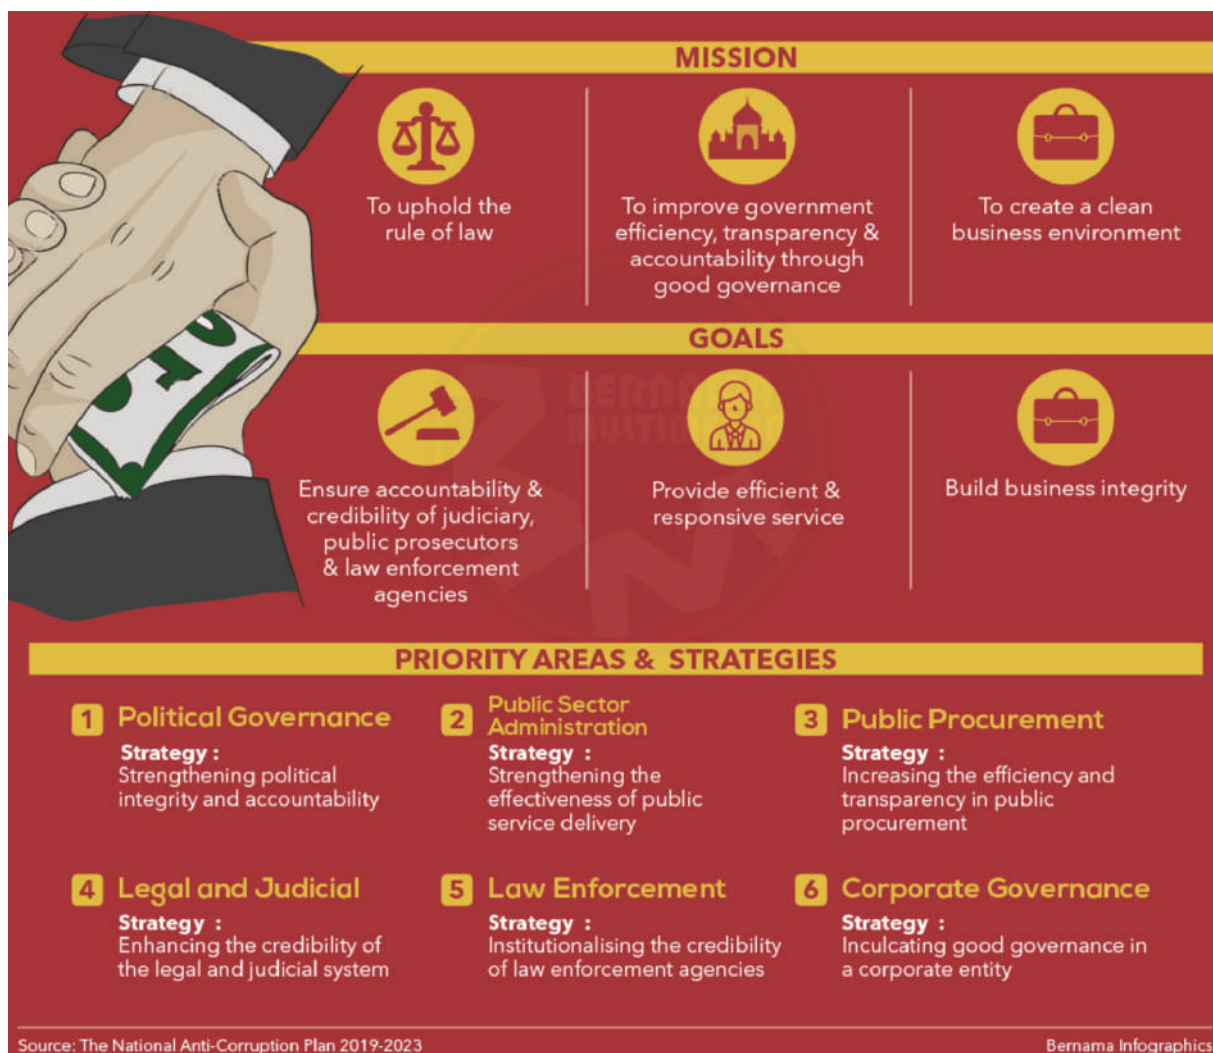 MISSION
To uphold the
rule of law
To improve government
efficiency, transparency &
accountability through
good governance
To create a clean
business environment
GOALS
Ensure accountability &
credibility of judiciary,
public prosecutors
& law enforcement
agencies
Provide efficient &
responsive service
Build business integrity
PRIORITY AREAS & STRATEGIES
1 Political Governance
Strategy :
Strengthening political
integrity and accountability
2 Public Sector
Administration
Strategy :
Strengthening the
effectiveness of public
service delivery
3 Public Procurement
Strategy :
Increasing the efficiency and
transparency in public
procurement
4 Legal and Judicial
Strategy :
Enhancing the credibility of
the legal and judicial system
5 Law Enforcement
Strategy :
Institutionalising the credibility
of law enforcement agencies
6 Corporate Governance
Strategy :
Inculcating good governance in
a corporate entity
Source: The National Anti-Corruption Plan 2019-2023
Bernama Infographics